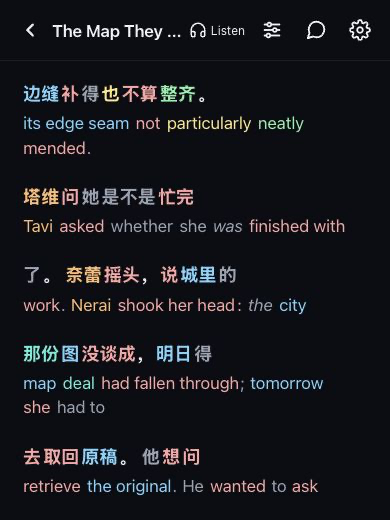 The Map They ... Listen
边缝补得也不算整齐。
its edge seam not particularly neatly
mended.
塔维问她是不是忙完
Tavi asked whether she was finished with
了。奈蕾摇头，说城里的
work. Nerai shook her head: the city
那份图没谈成，明日得
map deal had fallen through; tomorrow
she had to
去取回原稿。他想问
retrieve the original. He wanted to ask